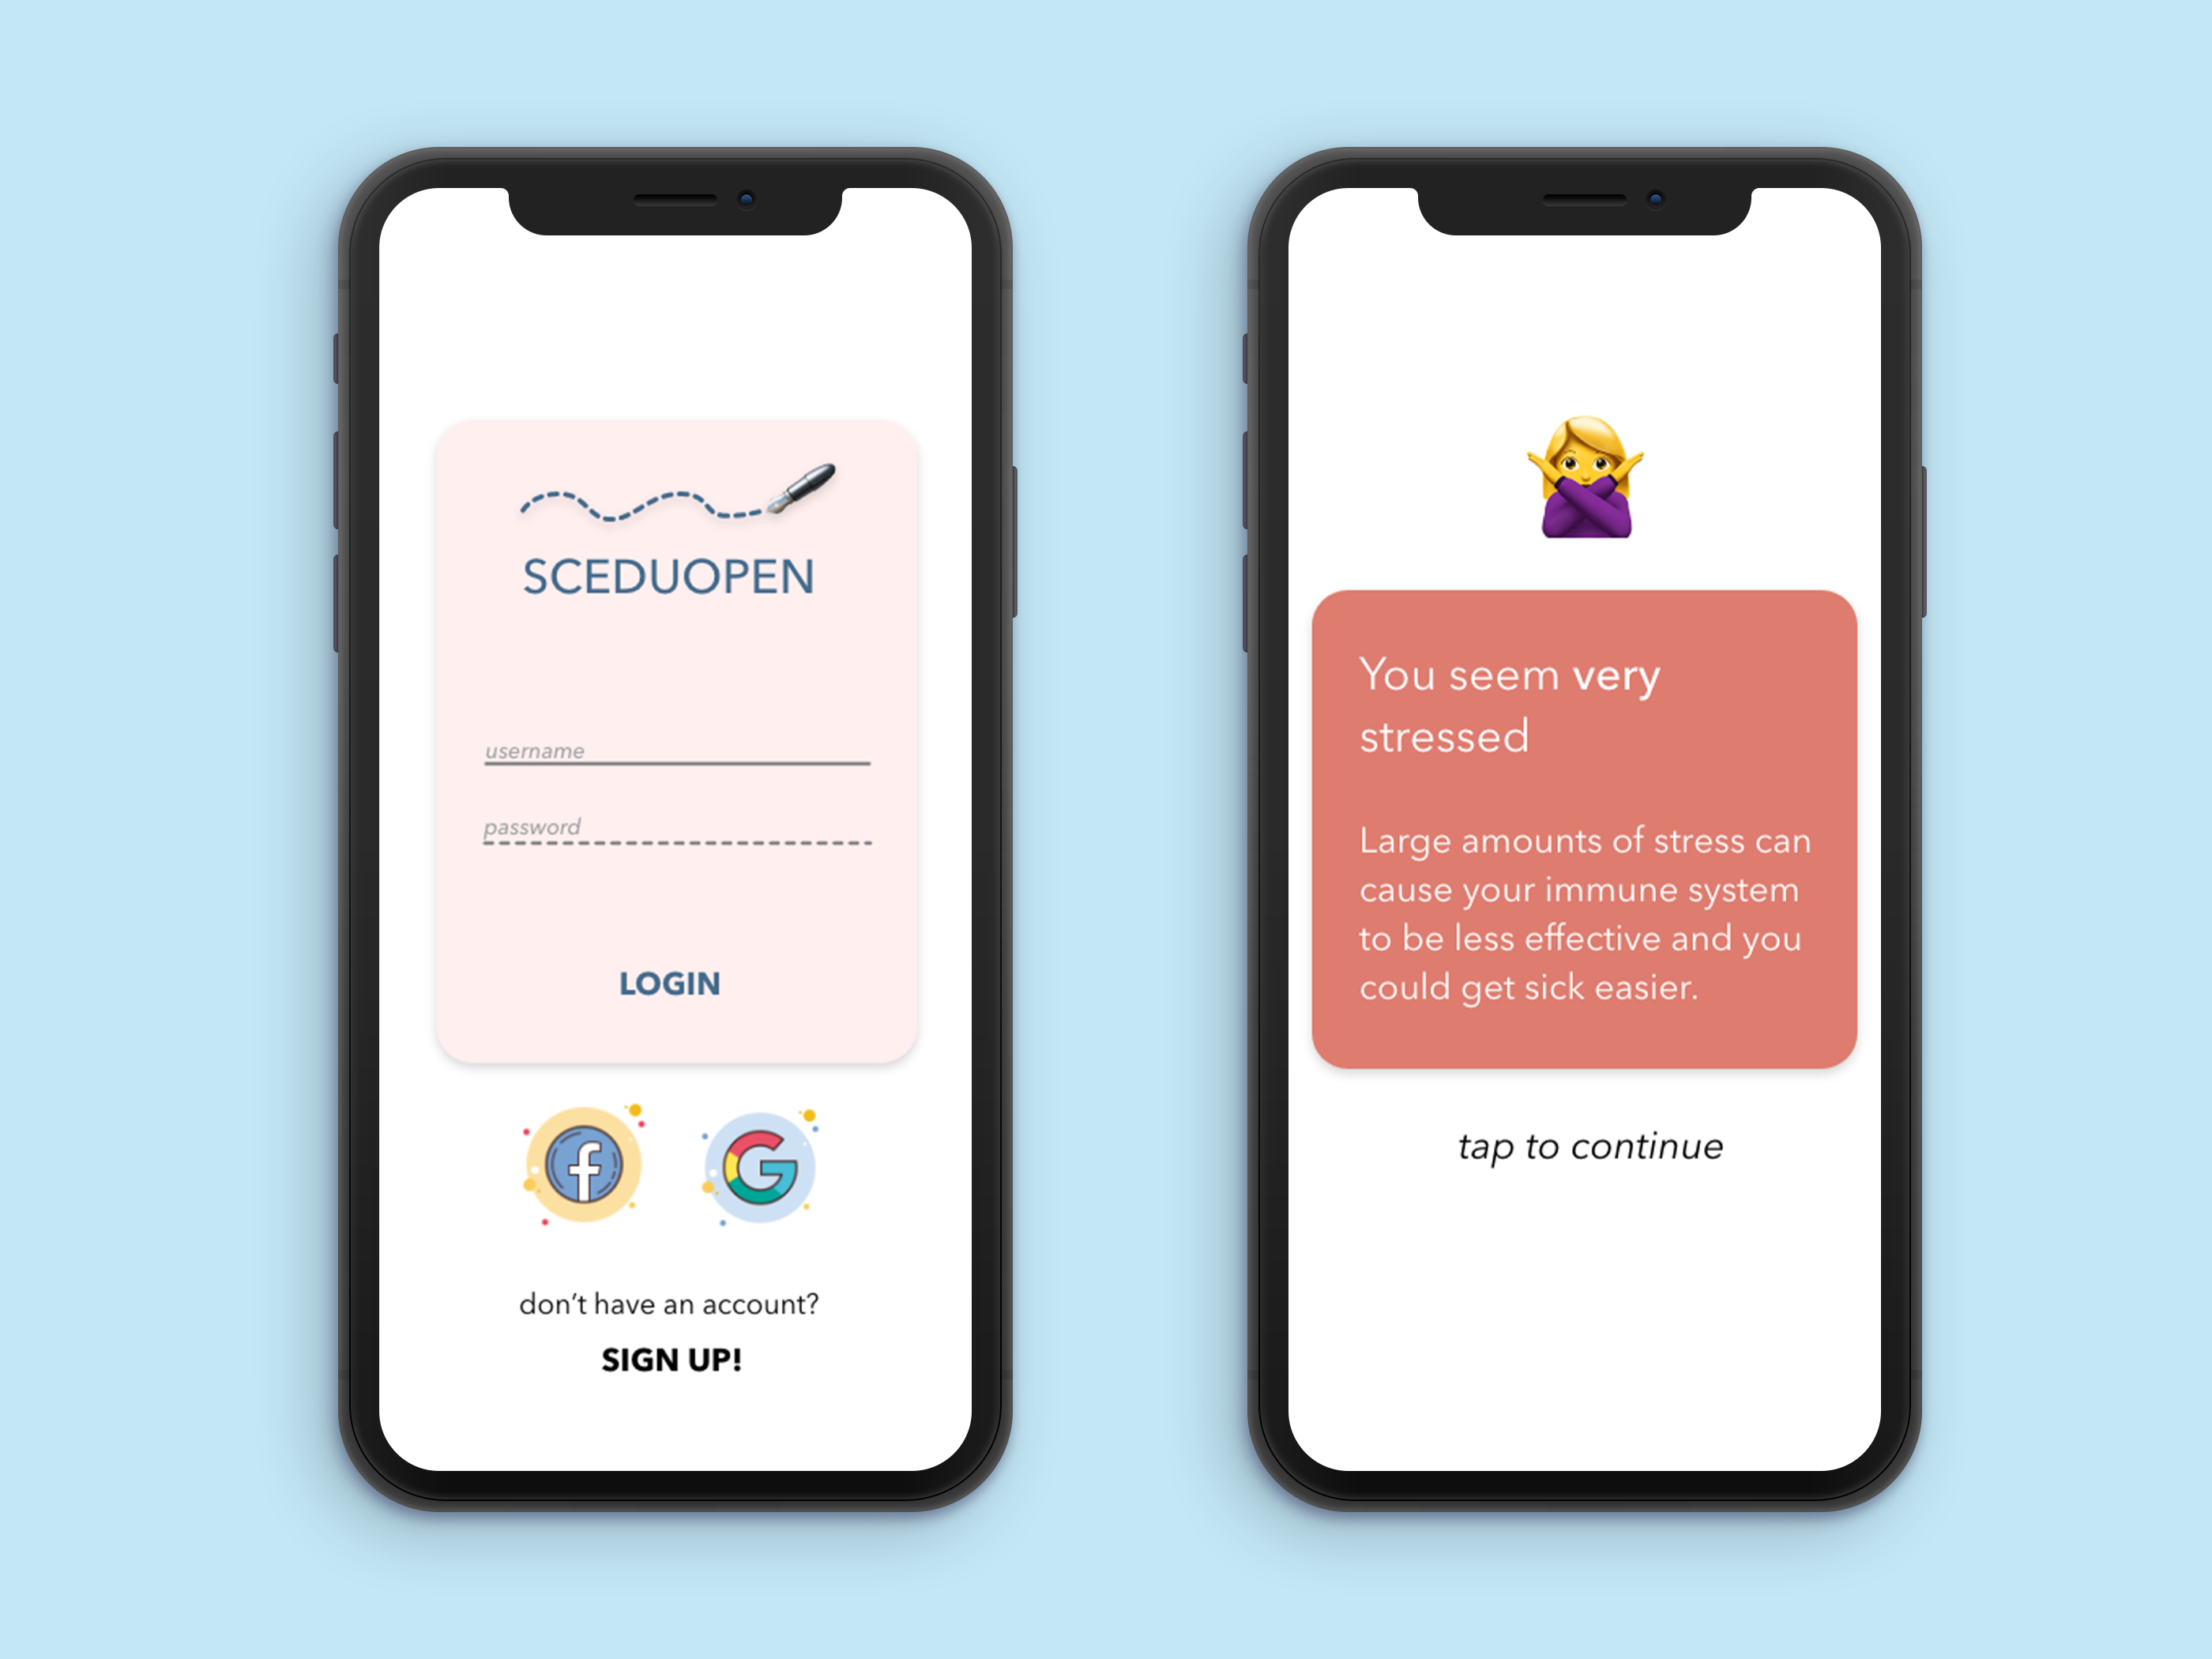 SCEDUOPEN
username
password
LOGIN
f
G
don't have an account?
SIGN UP!
You seem very
stressed
Large amounts of stress can
cause your immune system
to be less effective and you
could get sick easier.
tap to continue